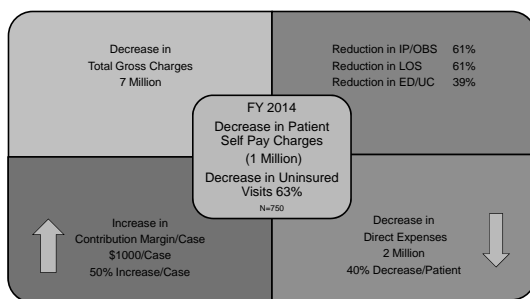 Decrease in
Total Gross Charges
7 Million
Reduction in IP/OBS 61%
Reduction in LOS 61%
Reduction in ED/UC 39%
FY 2014
Decrease in Patient
Self Pay Charges
(1 Million)
Decrease in Uninsured
Visits 63%
N=750
Increase in
Contribution Margin/Case
$1000/Case
50% Increase/Case
Decrease in
Direct Expenses
2 Million
40% Decrease/Patient